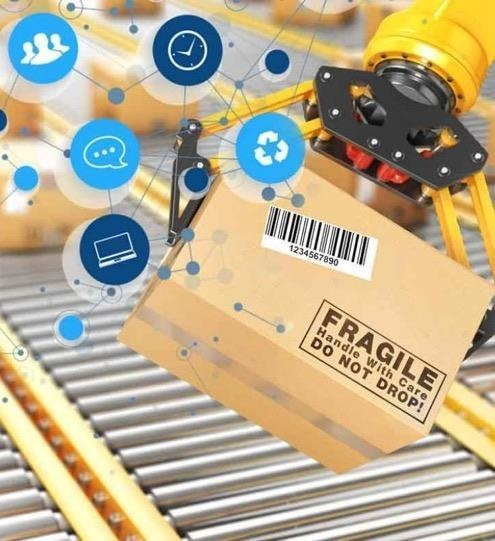 1234567890
FRAGILE
Handle With Care
DO NOT DROP!